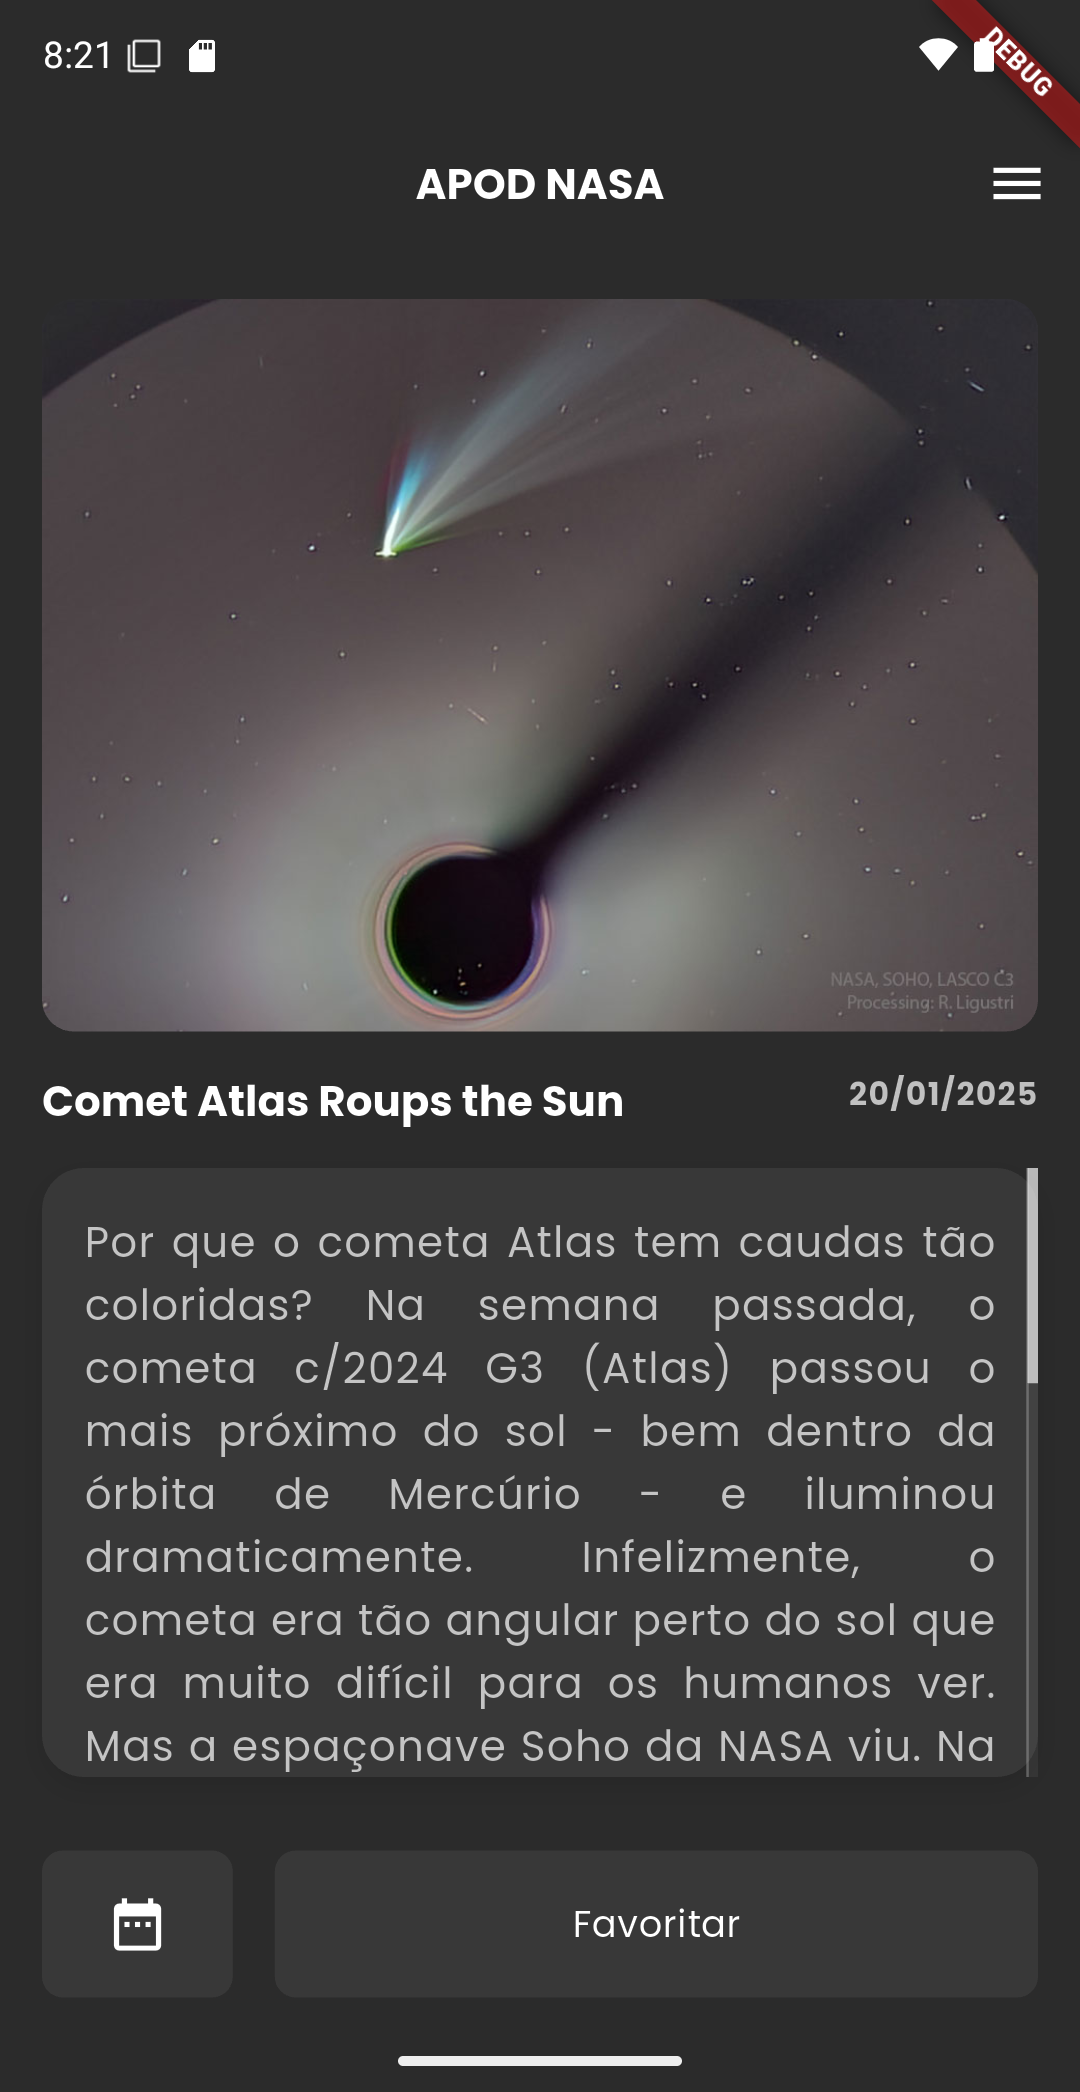 8:21
DEBUG
APOD NASA
NASA, SOHO, LASCO C3
Processing: R. Ligustri
Comet Atlas Roups the Sun
20/01/2025
Por que o cometa Atlas tem caudas tão
coloridas? Na semana passada, o
cometa c/2024 G3 (Atlas) passou o
mais próximo do sol - bem dentro da
órbita de Mercúrio - e iluminou
dramaticamente. Infelizmente, o
cometa era tão angular perto do sol que
era muito difícil para os humanos ver.
Mas a espaçonave Soho da NASA viu. Na
Favoritar